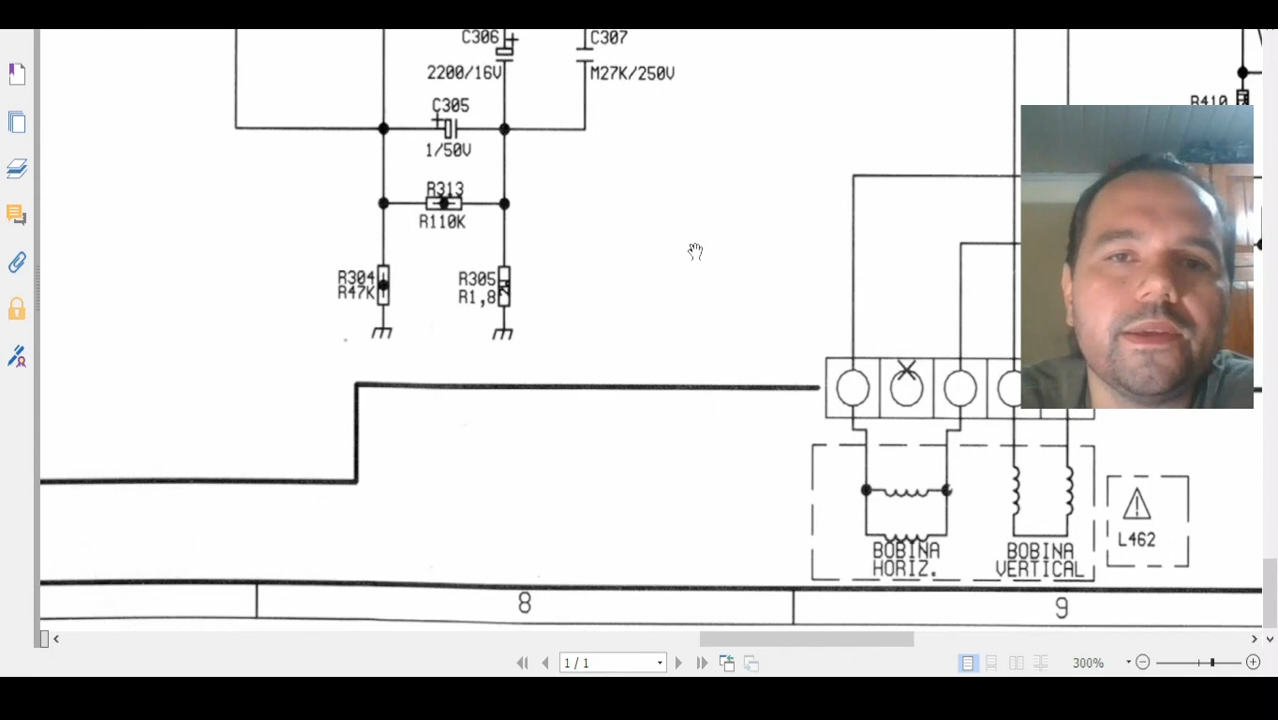 C306
+
C307
2200/16V
M27K/250V
C305
+
1/50V
R313
R110K
R304
R47K
R305
R1,8
R410
BOBINA
HORIZ.
BOBINA
VERTICAL
L462
8
9
1 / 1
300%